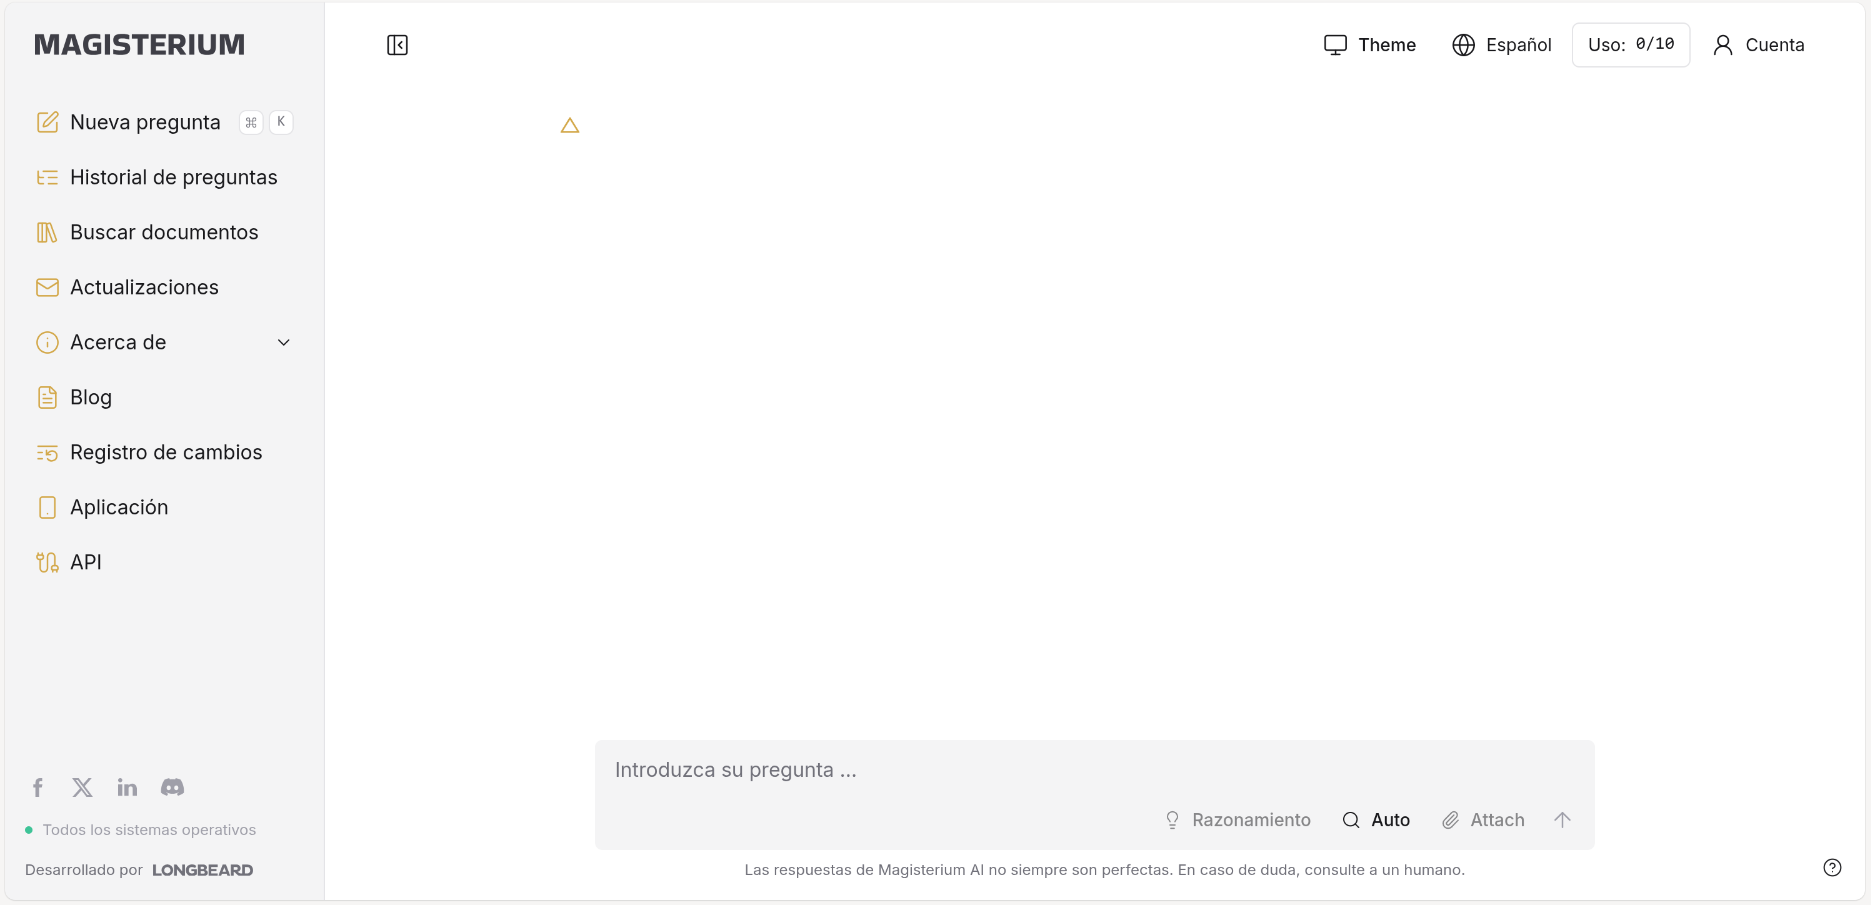 MAGISTERIUM
Nueva pregunta ⌘ K
Historial de preguntas
Buscar documentos
Actualizaciones
Acerca de
Blog
Registro de cambios
Aplicación
API
Todos los sistemas operativos
Desarrollado por LONGBEARD
Theme
Español
Uso: 0/10
Cuenta
Introduzca su pregunta ...
Razonamiento
Auto
Attach
Las respuestas de Magisterium AI no siempre son perfectas. En caso de duda, consulte a un humano.